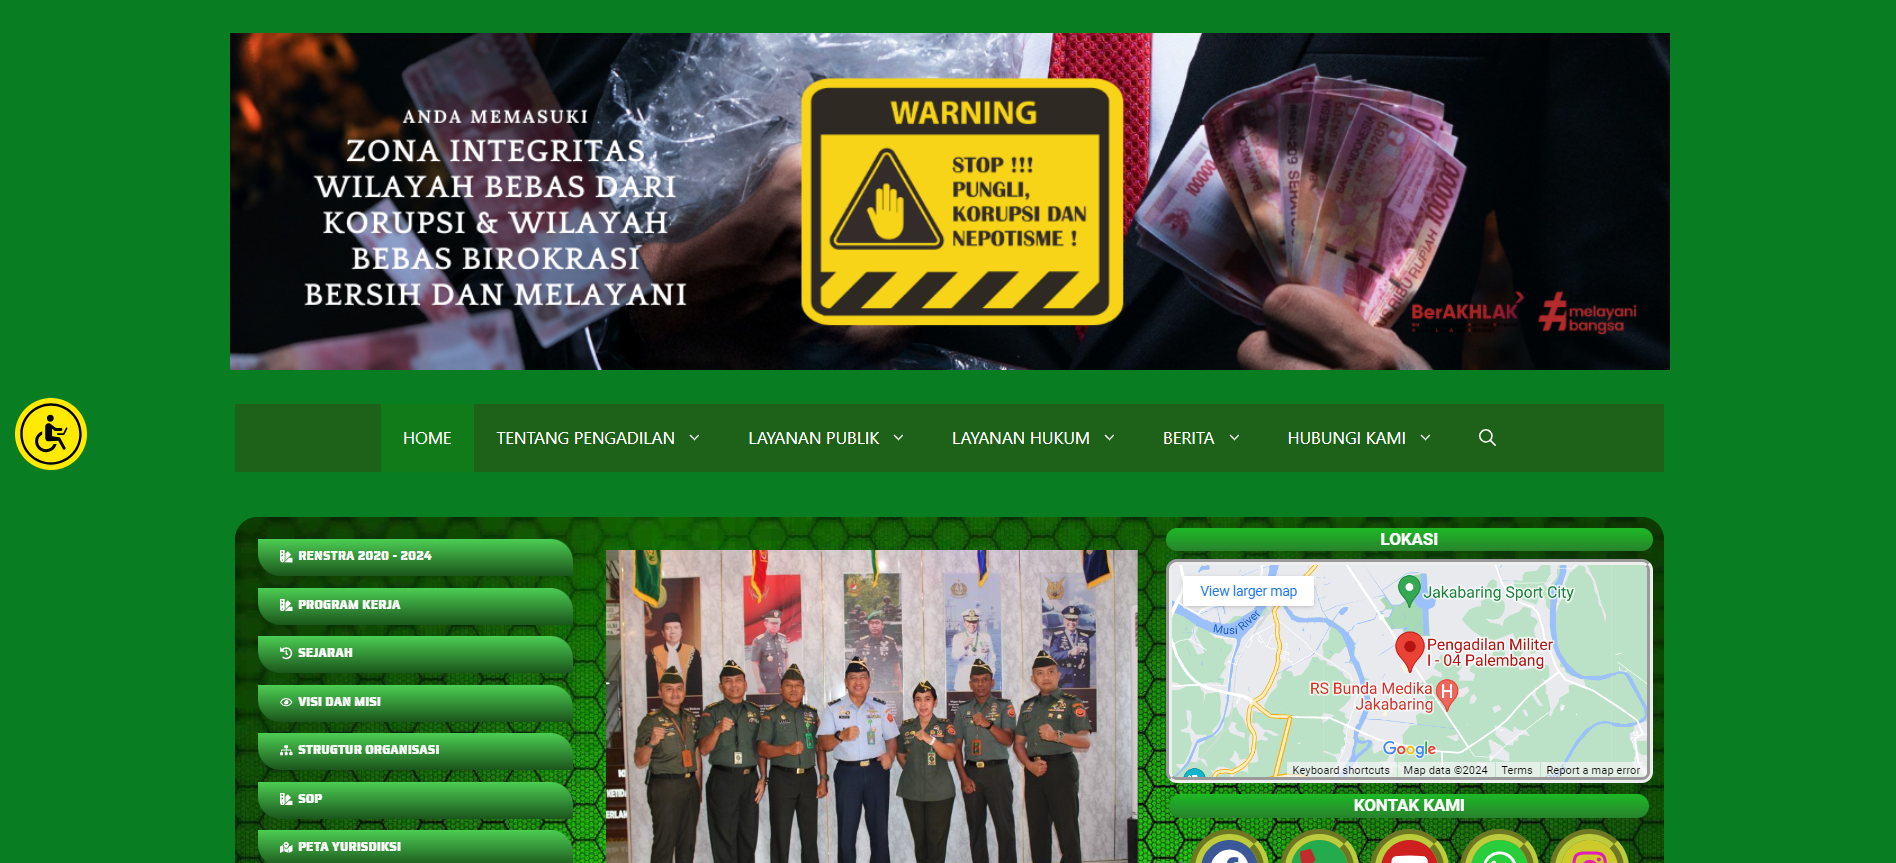 ANDA MEMASUKI
ZONA INTEGRITAS
WILAYAH BEBAS DARI
KORUPSI & WILAYAH
BEBAS BIROKRASI
BERSIH DAN MELAYANI
WARNING
STOP !!!
PUNGLI,
KORUPSI DAN
NEPOTISME !
100000
100000
BerAKHLAK
#melayani
bangsa
HOME
TENTANG PENGADILAN
LAYANAN PUBLIK
LAYANAN HUKUM
BERITA
HUBUNGI KAMI
RENSTRA 2020 - 2024
PROGRAM KERJA
SEJARAH
VISI DAN MISI
STRUGTUR ORGANISASI
SOP
PETA YURISDIKSI
LOKASI
View larger map
Jakabaring Sport City
Musi River
Pengadilan Militer
I - 04 Palembang
RS Bunda Medika
Jakabaring
H
Google
Keyboard shortcuts
Map data ©2024
Terms
Report a map error
KONTAK KAMI